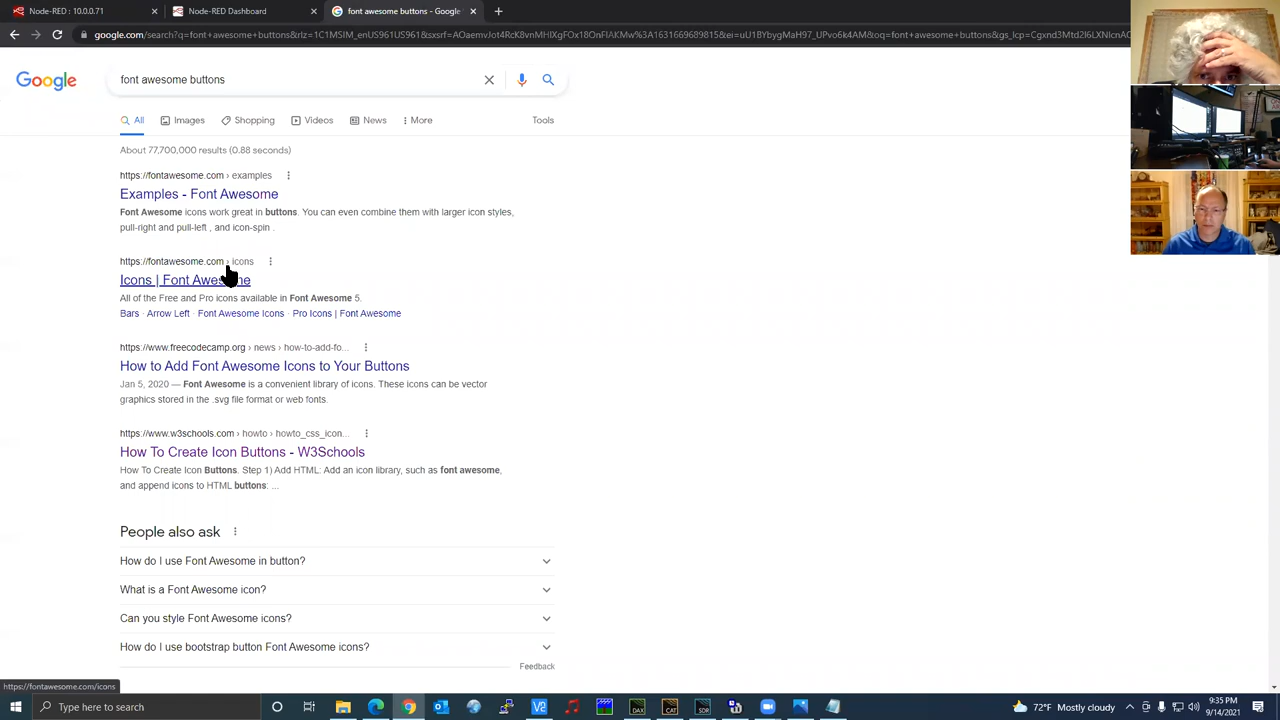 Node-RED : 10.0.0.71
Node-RED Dashboard
font awesome buttons - Google
font awesome buttons
Google
All
Images
Shopping
Videos
News
More
Tools
About 77,700,000 results (0.88 seconds)
https://fontawesome.com › examples
Examples - Font Awesome
Font Awesome icons work great in buttons. You can even combine them with larger icon styles,
pull-right and pull-left , and icon-spin .
https://fontawesome.com › icons
Icons | Font Awesome
All of the Free and Pro icons available in Font Awesome 5.
Bars · Arrow Left · Font Awesome Icons · Pro Icons | Font Awesome
https://www.freecodecamp.org › news › how-to-add-fo...
How to Add Font Awesome Icons to Your Buttons
Jan 5, 2020 — Font Awesome is a convenient library of icons. These icons can be vector
graphics stored in the .svg file format or web fonts.
https://www.w3schools.com › howto › howto_css_icon...
How To Create Icon Buttons - W3Schools
How To Create Icon Buttons. Step 1) Add HTML: Add an icon library, such as font awesome,
and append icons to HTML buttons: ...
People also ask
How do I use Font Awesome in button?
What is a Font Awesome icon?
Can you style Font Awesome icons?
How do I use bootstrap button Font Awesome icons?
Feedback
https://fontawesome.com/icons
Type here to search
DAX
CAT
SDR
72°F Mostly cloudy
9:35 PM
9/14/2021